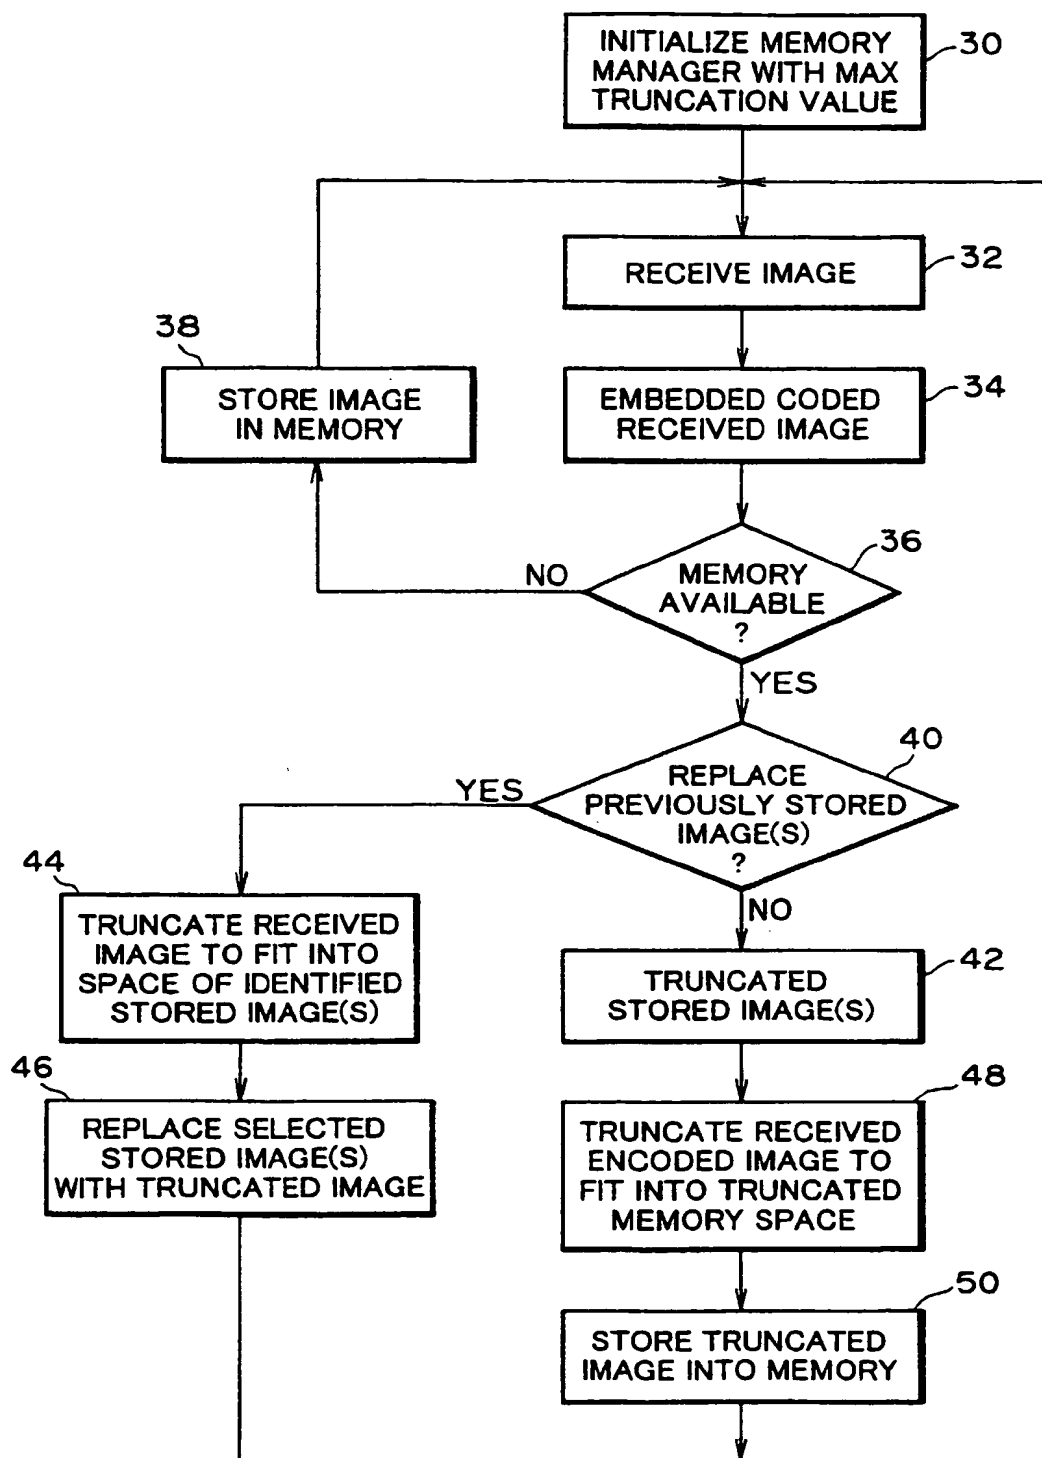 INITIALIZE MEMORY
MANAGER WITH MAX
TRUNCATION VALUE
30
RECEIVE IMAGE
32
38
STORE IMAGE
IN MEMORY
EMBEDDED CODED
RECEIVED IMAGE
34
36
NO
MEMORY
AVAILABLE
?
YES
40
YES
REPLACE
PREVIOUSLY STORED
IMAGE(S)
?
NO
44
TRUNCATE RECEIVED
IMAGE TO FIT INTO
SPACE OF IDENTIFIED
STORED IMAGE(S)
42
TRUNCATED
STORED IMAGE(S)
46
REPLACE SELECTED
STORED IMAGE(S)
WITH TRUNCATED IMAGE
48
TRUNCATE RECEIVED
ENCODED IMAGE TO
FIT INTO TRUNCATED
MEMORY SPACE
50
STORE TRUNCATED
IMAGE INTO MEMORY